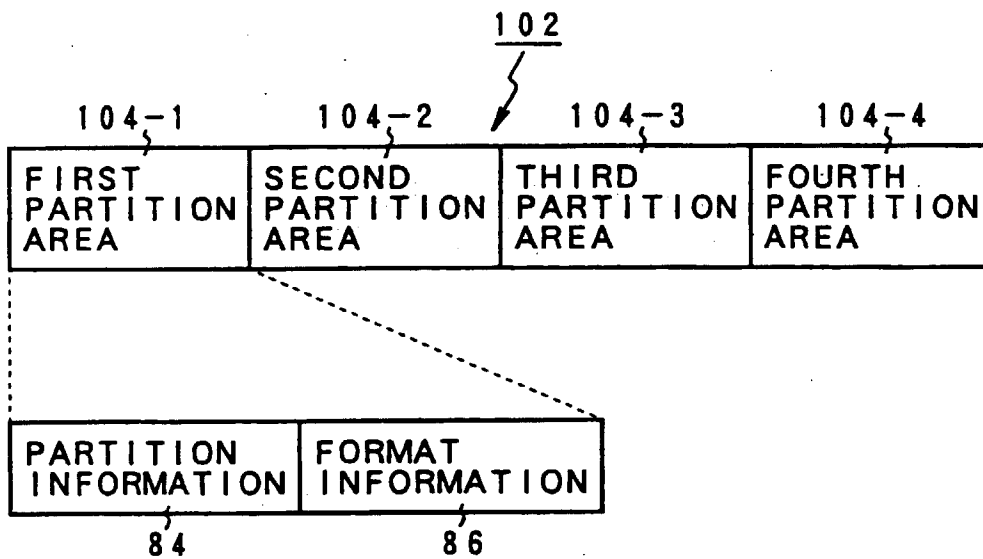 102
104-1 104-2 104-3 104-4
FIRST PARTITION AREA
SECOND PARTITION AREA
THIRD PARTITION AREA
FOURTH PARTITION AREA
PARTITION INFORMATION
FORMAT INFORMATION
84 86